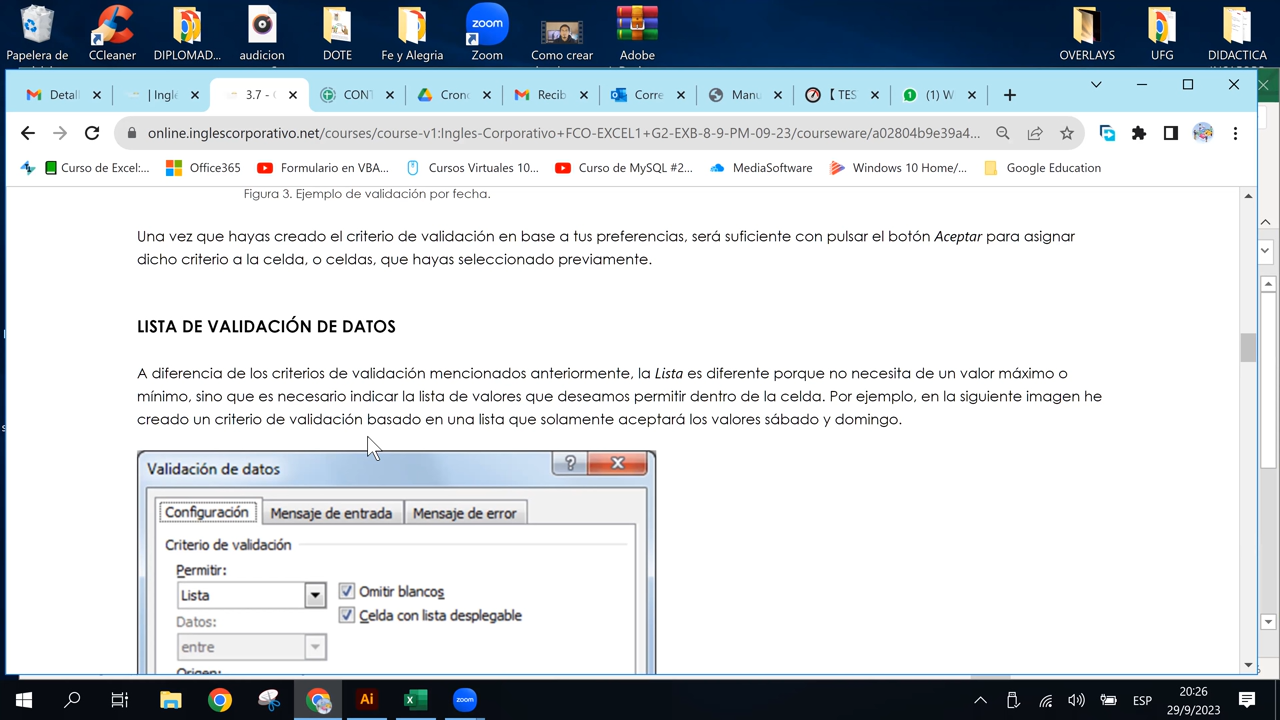 Papelera de
CCleaner
DIPLOMAD...
audicion
DOTE
Fe y Alegria
Zoom
Como crear
Adobe
OVERLAYS
UFG
DIDACTICA
zoom
Detall
| Ingle
3.7 -
CONT
Crono
Recib
Corre
Manu
【 TES
(1) W
online.inglescorporativo.net/courses/course-v1:Ingles-Corporativo+FCO-EXCEL1+G2-EXB-8-9-PM-09-23/courseware/a02804b9e39a4...
Curso de Excel:...
Office365
Formulario en VBA...
Cursos Virtuales 10...
Curso de MySQL #2...
MediaSoftware
Windows 10 Home/...
Google Education
Figura 3. Ejemplo de validación por fecha.
Una vez que hayas creado el criterio de validación en base a tus preferencias, será suficiente con pulsar el botón Aceptar para asignar
dicho criterio a la celda, o celdas, que hayas seleccionado previamente.
LISTA DE VALIDACIÓN DE DATOS
A diferencia de los criterios de validación mencionados anteriormente, la Lista es diferente porque no necesita de un valor máximo o
mínimo, sino que es necesario indicar la lista de valores que deseamos permitir dentro de la celda. Por ejemplo, en la siguiente imagen he
creado un criterio de validación basado en una lista que solamente aceptará los valores sábado y domingo.
Validación de datos
Configuración
Mensaje de entrada
Mensaje de error
Criterio de validación
Permitir:
Lista
Omitir blancos
Datos:
Celda con lista desplegable
entre
Origen:
Ai
zoom
ESP
20:26
29/9/2023